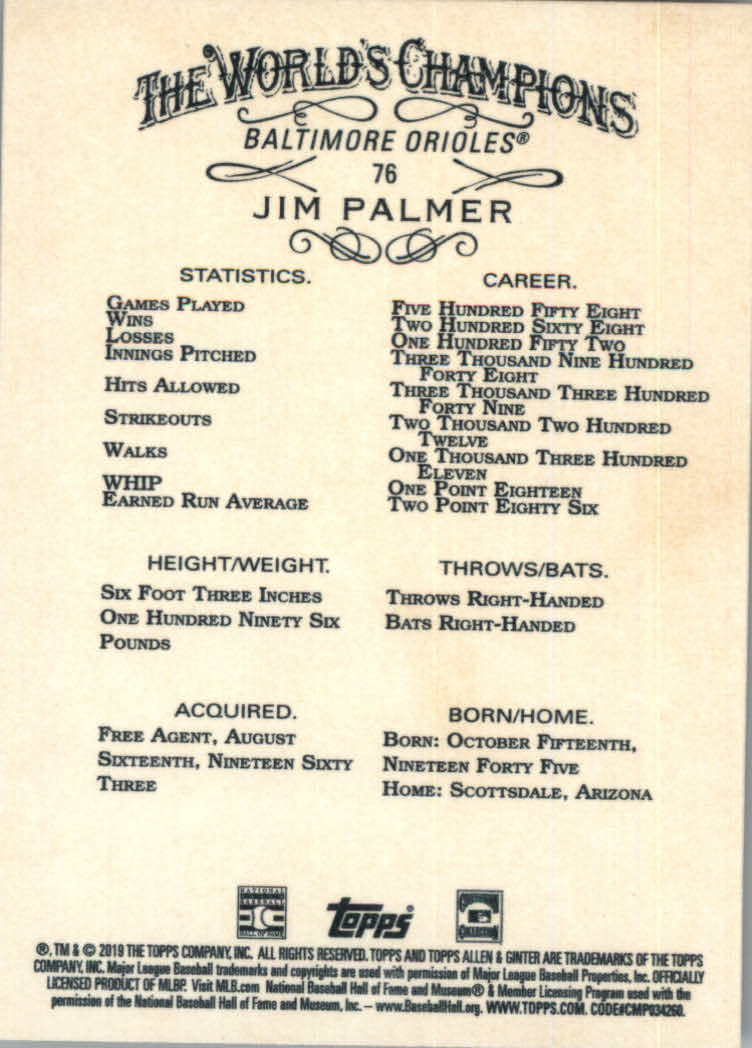 THE WORLD'S CHAMPIONS
BALTIMORE ORIOLES®
76
JIM PALMER
STATISTICS.
GAMES PLAYED
WINS
LOSSES
INNINGS PITCHED
HITS ALLOWED
STRIKEOUTS
WALKS
WHIP
EARNED RUN AVERAGE
CAREER.
FIVE HUNDRED FIFTY EIGHT
TWO HUNDRED SIXTY EIGHT
ONE HUNDRED FIFTY TWO
THREE THOUSAND NINE HUNDRED
FORTY EIGHT
THREE THOUSAND THREE HUNDRED
FORTY NINE
TWO THOUSAND TWO HUNDRED
TWELVE
ONE THOUSAND THREE HUNDRED
ELEVEN
ONE POINT EIGHTEEN
TWO POINT EIGHTY SIX
HEIGHT/WEIGHT.
SIX FOOT THREE INCHES
ONE HUNDRED NINETY SIX
POUNDS
THROWS/BATS.
THROWS RIGHT-HANDED
BATS RIGHT-HANDED
ACQUIRED.
FREE AGENT, AUGUST
SIXTEENTH, NINETEEN SIXTY
THREE
BORN/HOME.
BORN: OCTOBER FIFTEENTH,
NINETEEN FORTY FIVE
HOME: SCOTTSDALE, ARIZONA
NATIONAL
BASEBALL
HALL OF FAME
Topps®
COOPERSTOWN
COLLECTION
®, TM & © 2019 THE TOPPS COMPANY, INC. ALL RIGHTS RESERVED. TOPPS AND TOPPS ALLEN & GINTER ARE TRADEMARKS OF THE TOPPS
COMPANY, INC. Major League Baseball trademarks and copyrights are used with permission of Major League Baseball Properties, Inc. OFFICIALLY
LICENSED PRODUCT OF MLBP. Visit MLB.com National Baseball Hall of Fame and Museum® & Member Licensing Program used with the
permission of the National Baseball Hall of Fame and Museum, Inc. – www.BaseballHall.org. WWW.TOPPS.COM. CODE#CMP034260.